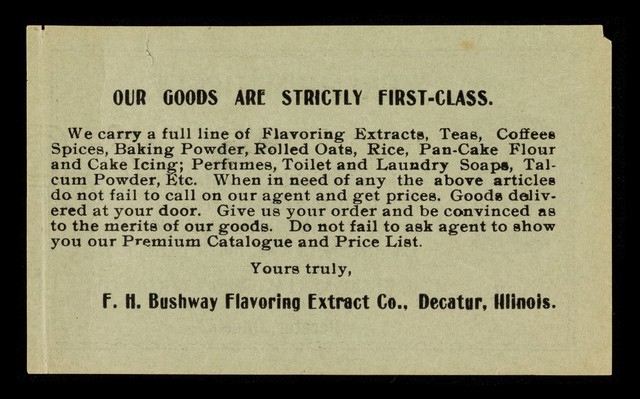 OUR GOODS ARE STRICTLY FIRST-CLASS.
We carry a full line of Flavoring Extracts, Teas, Coffees
Spices, Baking Powder, Rolled Oats, Rice, Pan-Cake Flour
and Cake Icing; Perfumes, Toilet and Laundry Soaps, Tal-
cum Powder, Etc. When in need of any the above articles
do not fail to call on our agent and get prices. Goods deliv-
ered at your door. Give us your order and be convinced as
to the merits of our goods. Do not fail to ask agent to show
you our Premium Catalogue and Price List.
Yours truly,
F. H. Bushway Flavoring Extract Co., Decatur, Illinois.